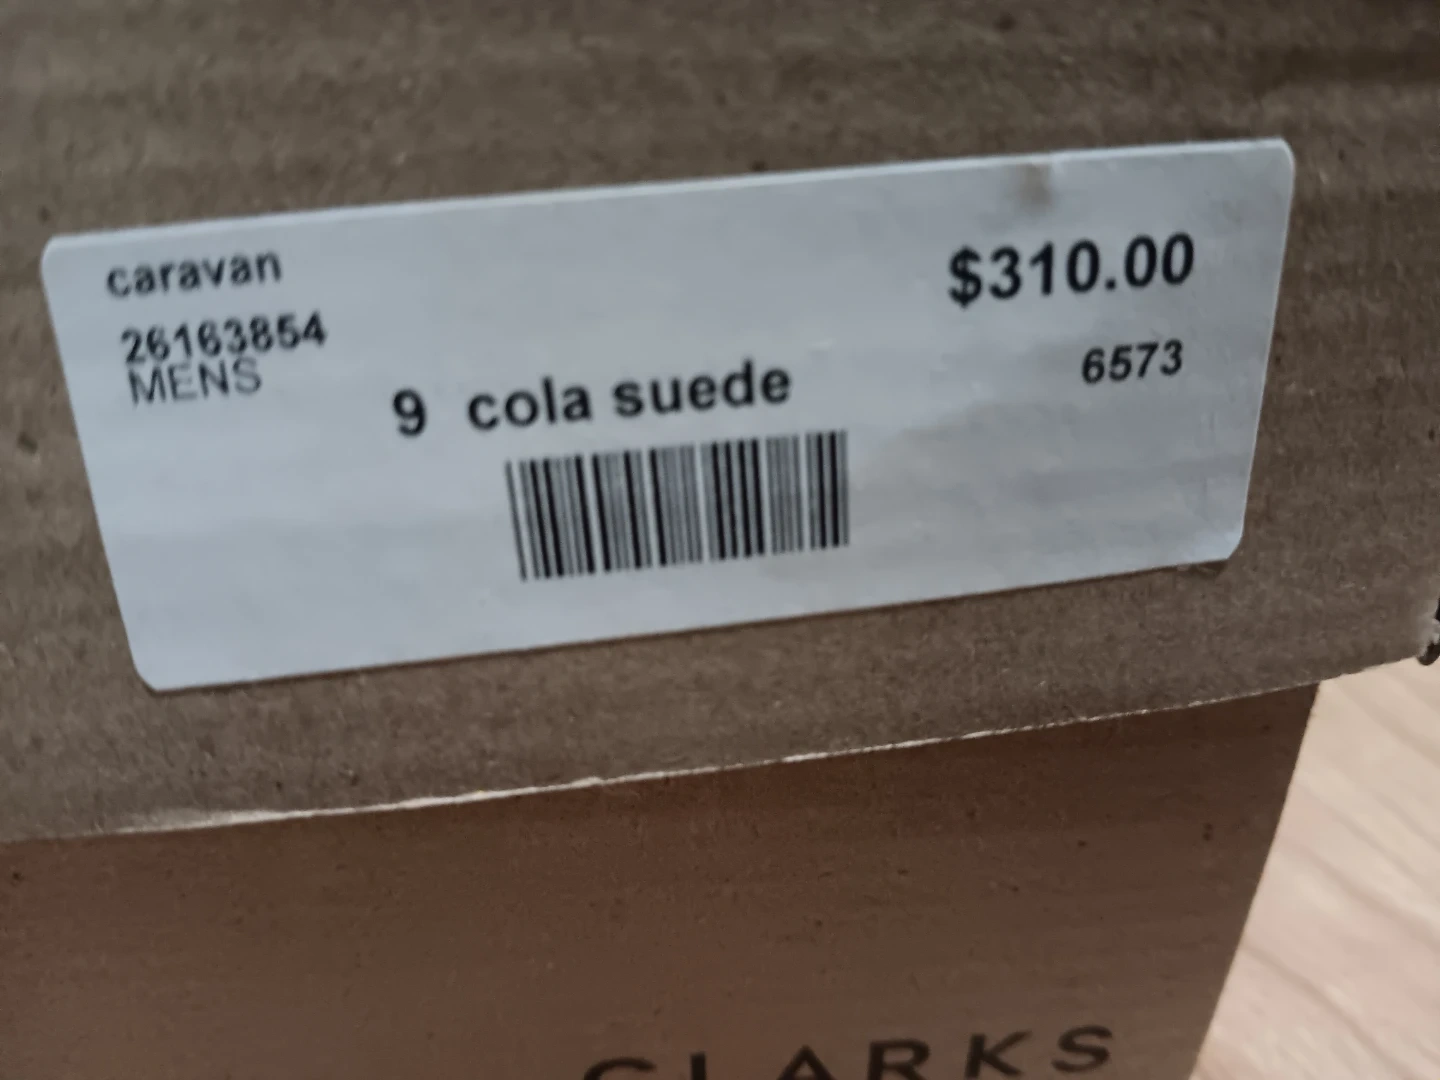 caravan
$310.00
26163854
6573
MENS
9 cola suede
CLARKS